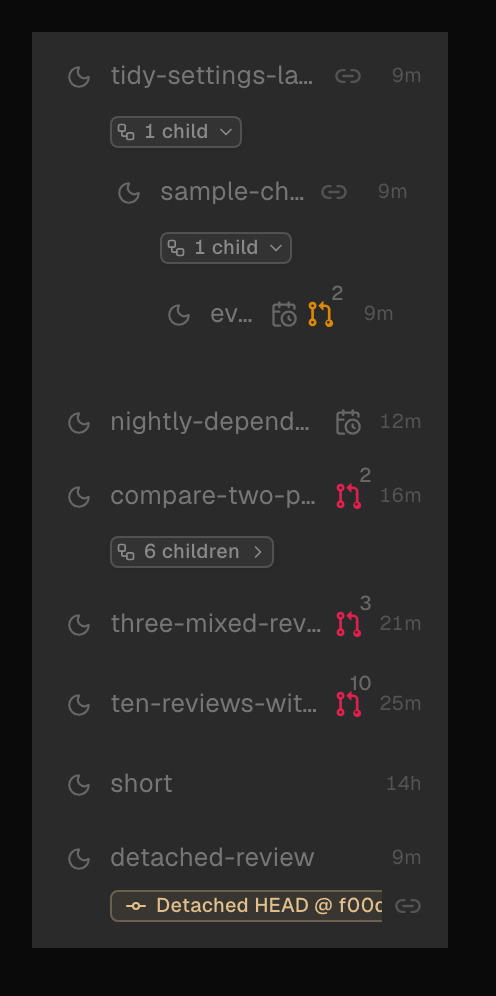 tidy-settings-la... 9m
1 child
sample-ch... 9m
1 child
ev... 2 9m
nightly-depend... 12m
compare-two-p... 2 16m
6 children
three-mixed-rev... 3 21m
ten-reviews-wit... 10 25m
short 14h
detached-review 9m
Detached HEAD @ f00c